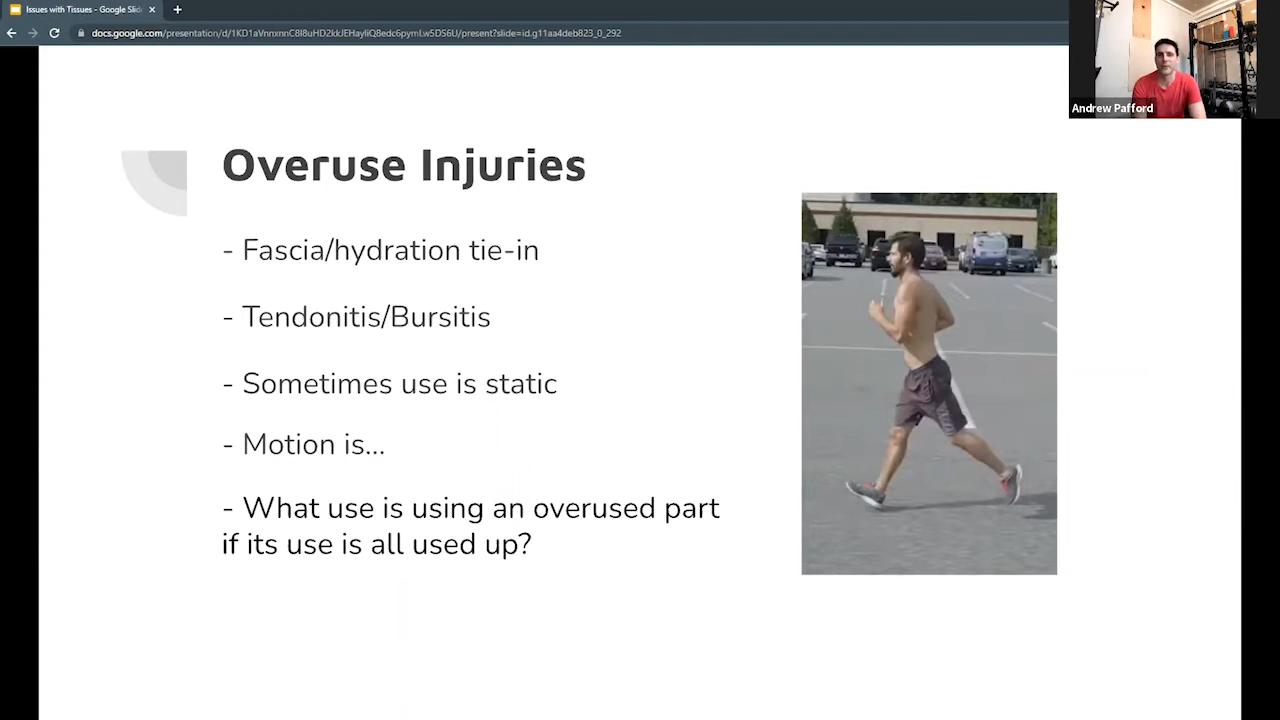 Issues with Tissues - Google Slid
docs.google.com/presentation/d/1KD1aVnnxnnC8I8uHD2kkJEHayliQ8edc6pymLw5DS6U/present?slide=id.g11aa4deb823_0_292
Andrew Pafford
Overuse Injuries
- Fascia/hydration tie-in
- Tendonitis/Bursitis
- Sometimes use is static
- Motion is...
- What use is using an overused part
if its use is all used up?